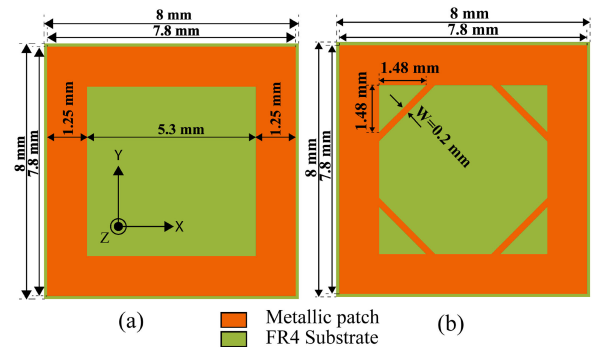 8 mm
7.8 mm
8 mm
7.8 mm
1.25 mm
5.3 mm
1.25 mm
Y
X
Z
(a)
8 mm
7.8 mm
8 mm
7.8 mm
1.48 mm
1.48 mm
W=0.2 mm
(b)
Metallic patch
FR4 Substrate